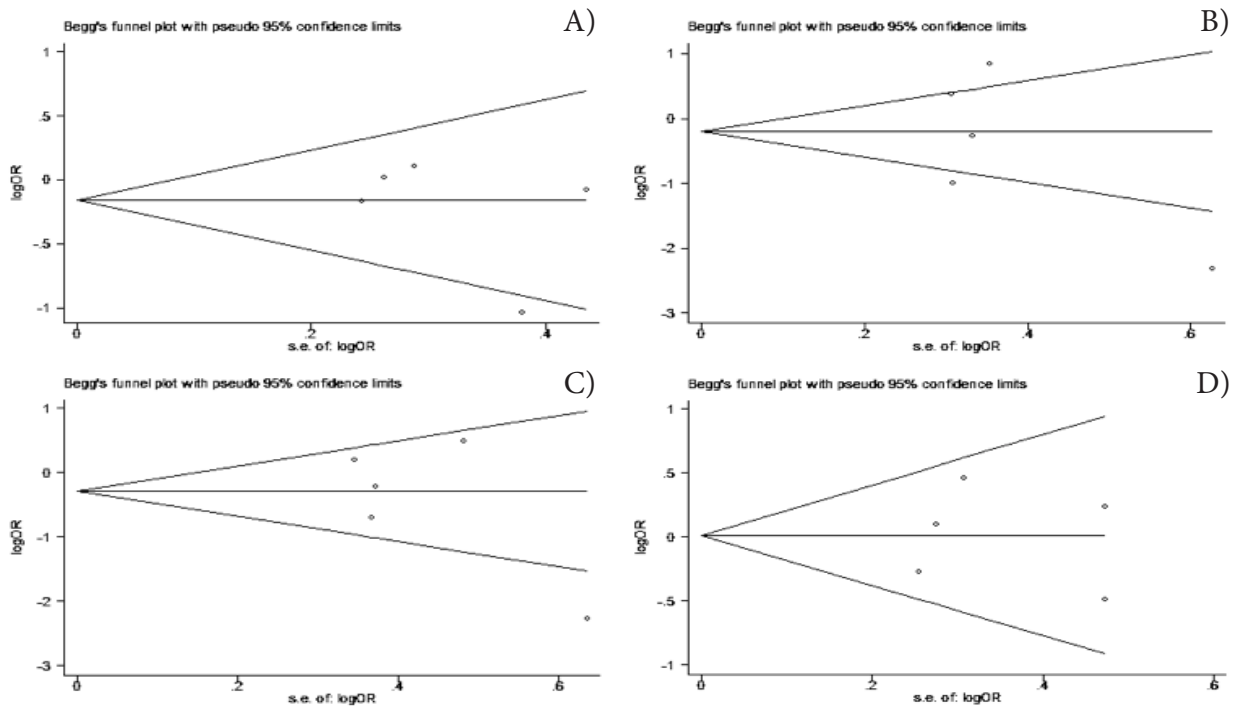 Begg's funnel plot with pseudo 95% confidence limits
A)
1
.5
0
-.5
-1
logOR
0
.2
.4
s.e. of: logOR
Begg's funnel plot with pseudo 95% confidence limits
B)
1
0
-1
-2
-3
logOR
0
.2
.4
.6
s.e. of: logOR
Begg's funnel plot with pseudo 95% confidence limits
C)
1
0
-1
-2
-3
logOR
0
.2
.4
.6
s.e. of: logOR
Begg's funnel plot with pseudo 95% confidence limits
D)
1
.5
0
-.5
-1
logOR
0
.2
.4
.6
s.e. of: logOR